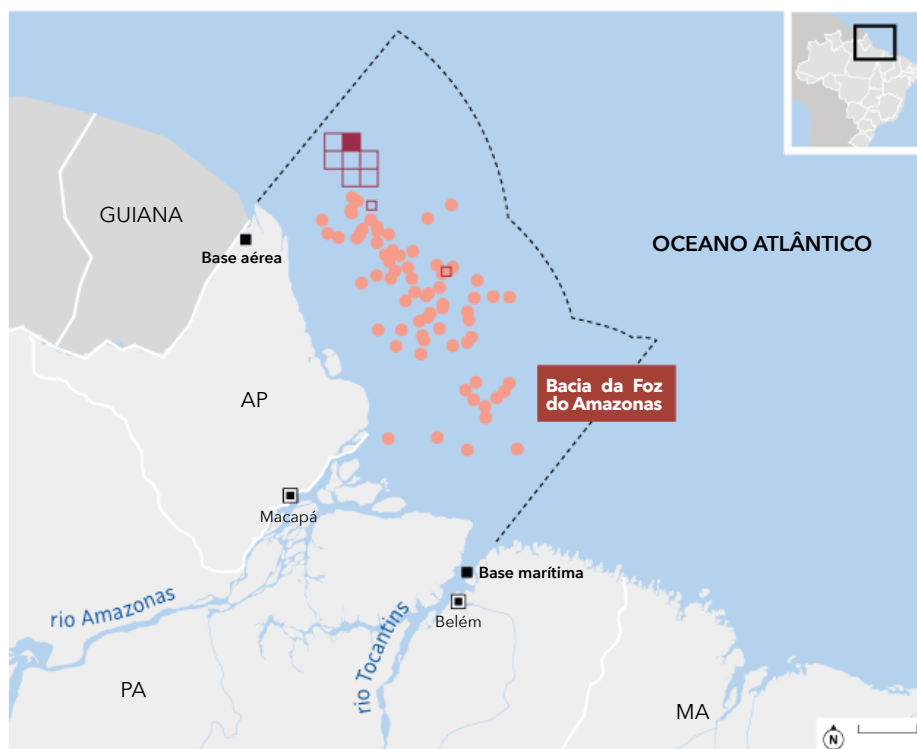 GUIANA
OCEANO ATLÂNTICO
Base aérea
Bacia da Foz
do Amazonas
AP
Macapá
Base marítima
rio Amazonas
Belém
rio Tocantins
PA
MA
N